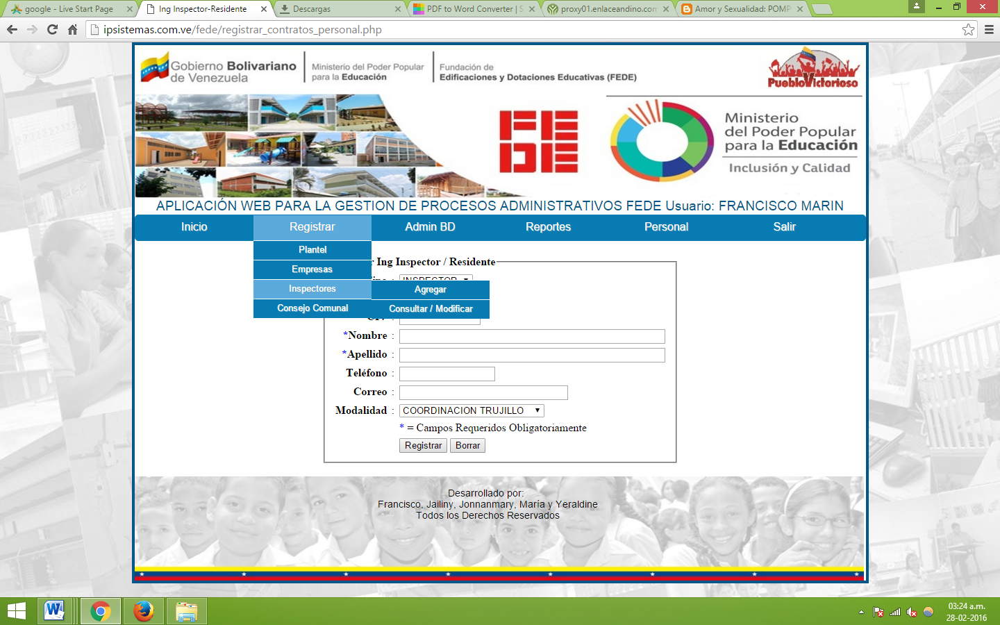 google - Live Start Page
Ing Inspector-Residente
Descargas
PDF to Word Converter | S
proxy01.enlaceandino.com
Amor y Sexualidad: POMP
ipsistemas.com.ve/fede/registrar_contratos_personal.php
Gobierno Bolivariano
de Venezuela
Ministerio del Poder Popular
para la Educación
Fundación de
Edificaciones y Dotaciones Educativas (FEDE)
PuebloVictorioso
FEDE
Ministerio
del Poder Popular
para la Educación
Inclusión y Calidad
APLICACIÓN WEB PARA LA GESTION DE PROCESOS ADMINISTRATIVOS FEDE Usuario: FRANCISCO MARIN
Inicio
Registrar
Admin BD
Reportes
Personal
Salir
Plantel
Empresas
Inspectores
Consejo Comunal
Agregar
Consultar / Modificar
r Ing Inspector / Residente
INSPECTOR
*Nombre :
*Apellido :
Teléfono :
Correo :
Modalidad : COORDINACION TRUJILLO
* = Campos Requeridos Obligatoriamente
Registrar Borrar
Desarrollado por:
Francisco, Jailiny, Jonnanmary, María y Yeraldine
Todos los Derechos Reservados
03:24 a.m.
28-02-2016